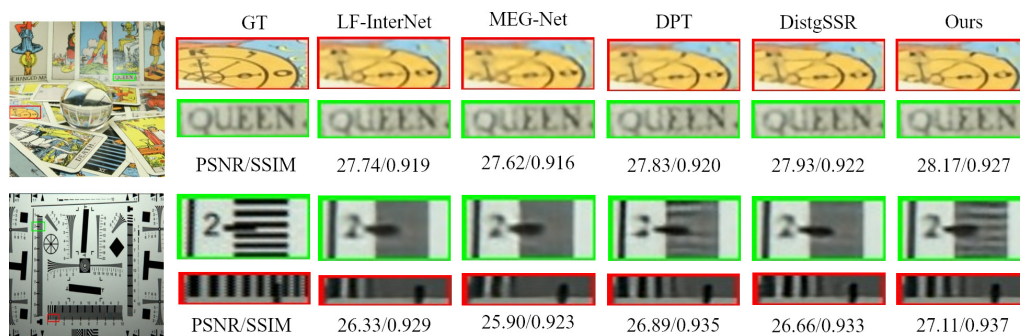 GT LF-InterNet MEG-Net DPT DistgSSR Ours
QUEEN QUEEN. QUEEN. QUEEN. QUEEN. QUEEN. QUEEN.
PSNR/SSIM 27.74/0.919 27.62/0.916 27.83/0.920 27.93/0.922 28.17/0.927
2 2 2 2 2 2
PSNR/SSIM 26.33/0.929 25.90/0.923 26.89/0.935 26.66/0.933 27.11/0.937